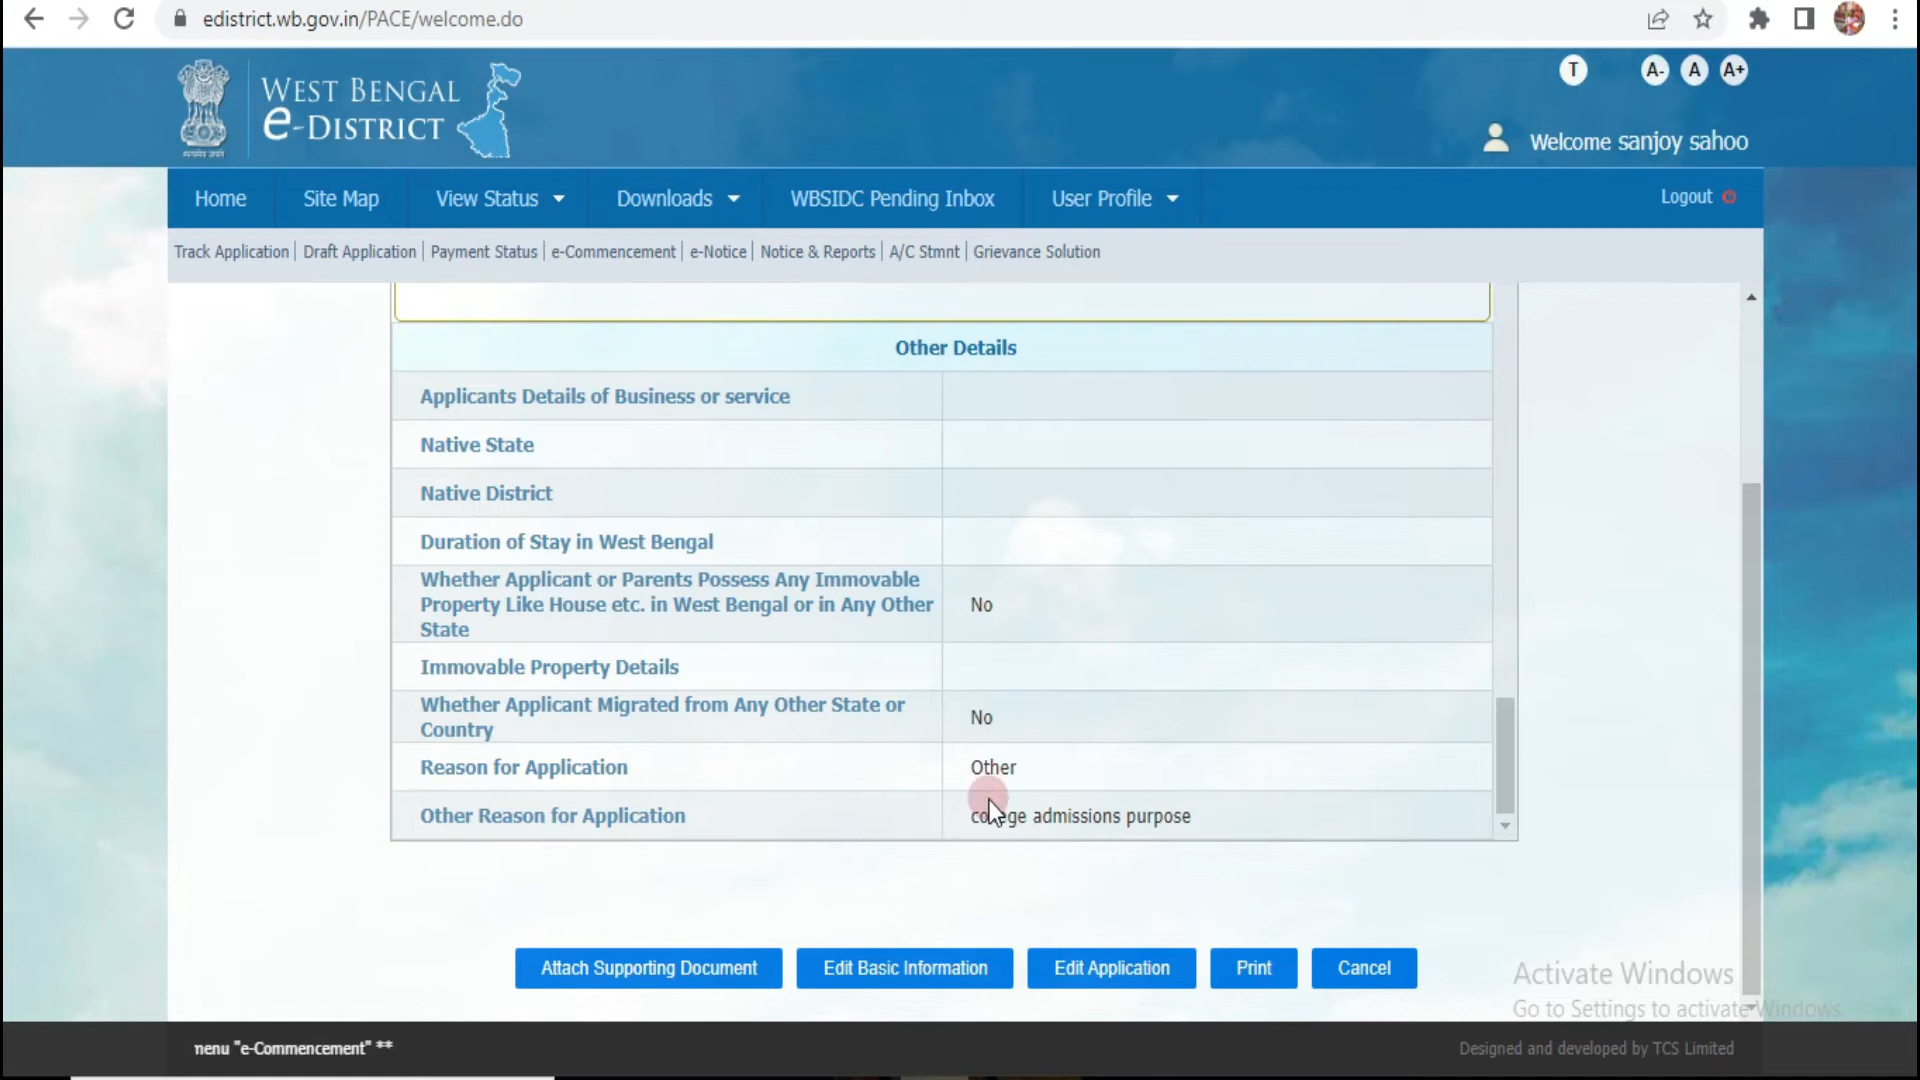 edistrict.wb.gov.in/PACE/welcome.do
WEST BENGAL
e-DISTRICT
T A- A A+
Welcome sanjoy sahoo
Home Site Map View Status Downloads WBSIDC Pending Inbox User Profile Logout
Track Application | Draft Application | Payment Status | e-Commencement | e-Notice | Notice & Reports | A/C Stmnt | Grievance Solution
Other Details
Applicants Details of Business or service
Native State
Native District
Duration of Stay in West Bengal
Whether Applicant or Parents Possess Any Immovable
Property Like House etc. in West Bengal or in Any Other
State
No
Immovable Property Details
Whether Applicant Migrated from Any Other State or
Country
No
Reason for Application Other
Other Reason for Application college admissions purpose
Attach Supporting Document Edit Basic Information Edit Application Print Cancel
Activate Windows
Go to Settings to activate Windows.
menu "e-Commencement" **
Designed and developed by TCS Limited